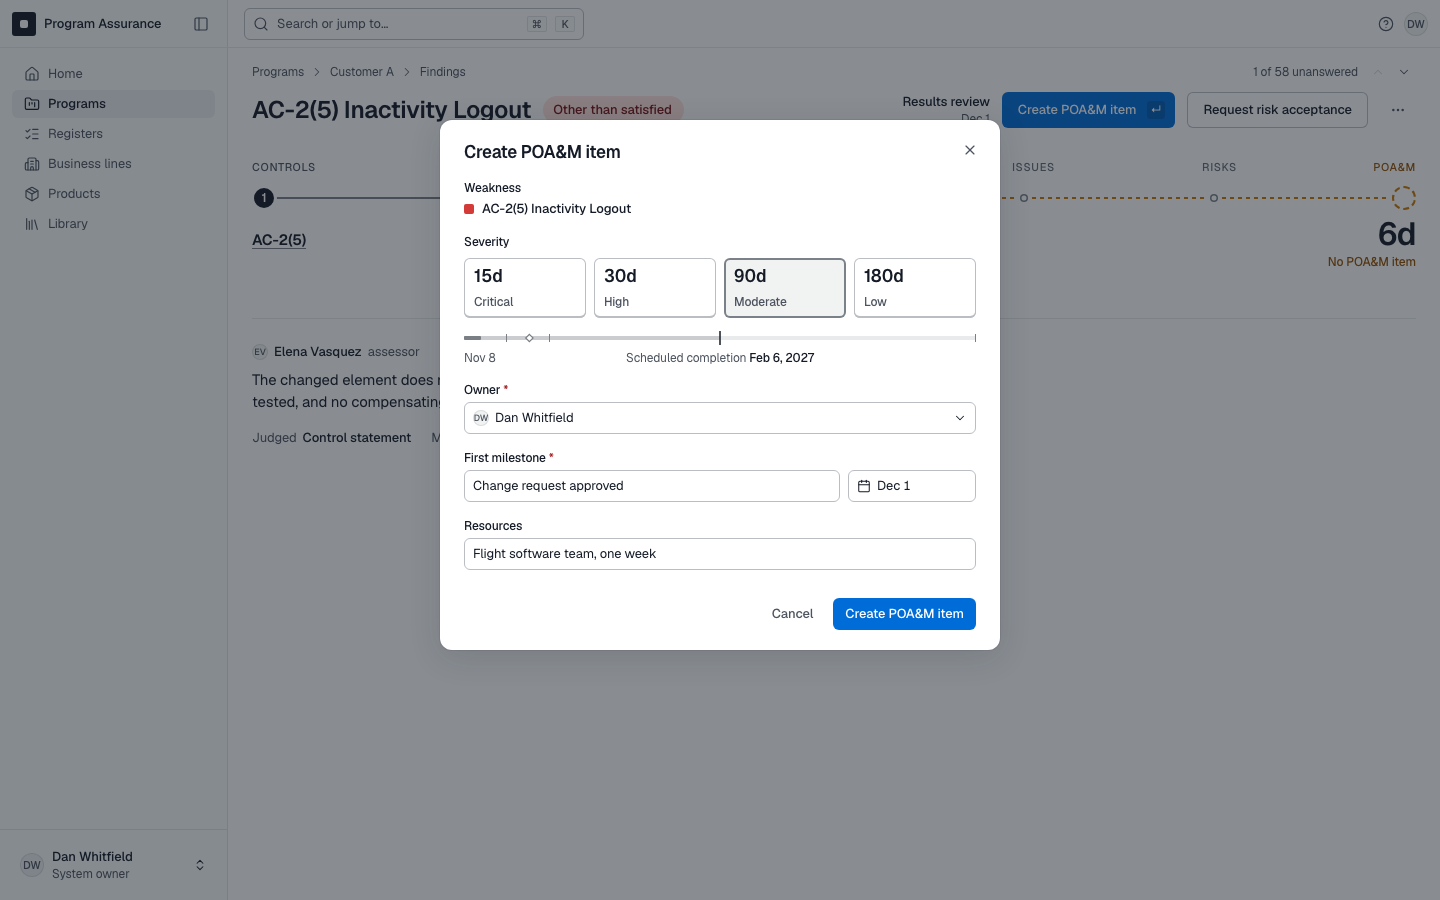 Program Assurance
Search or jump to...
⌘ K
DW
Home
Programs
Registers
Business lines
Products
Library
Programs Customer A Findings
1 of 58 unanswered
AC-2(5) Inactivity Logout
Other than satisfied
Results review
Dec 1
Create POA&M item
Request risk acceptance
CONTROLS
ISSUES
RISKS
POA&M
1
AC-2(5)
6d
No POA&M item
EV Elena Vasquez assessor
The changed element does
tested, and no compensating
Judged Control statement
Create POA&M item
Weakness
AC-2(5) Inactivity Logout
Severity
15d
Critical
30d
High
90d
Moderate
180d
Low
Nov 8
Scheduled completion Feb 6, 2027
Owner *
DW Dan Whitfield
First milestone *
Change request approved
Dec 1
Resources
Flight software team, one week
Cancel
Create POA&M item
DW
Dan Whitfield
System owner